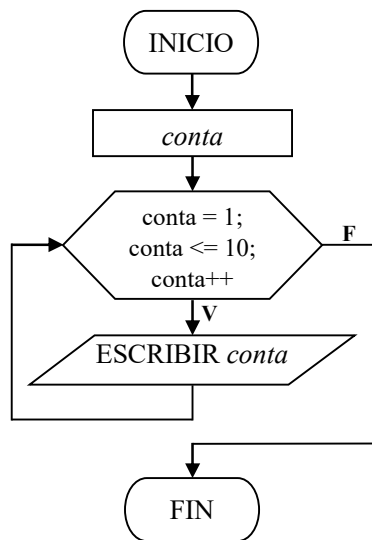 INICIO
conta
conta = 1;
conta <= 10;
conta++
F
V
ESCRIBIR conta
FIN